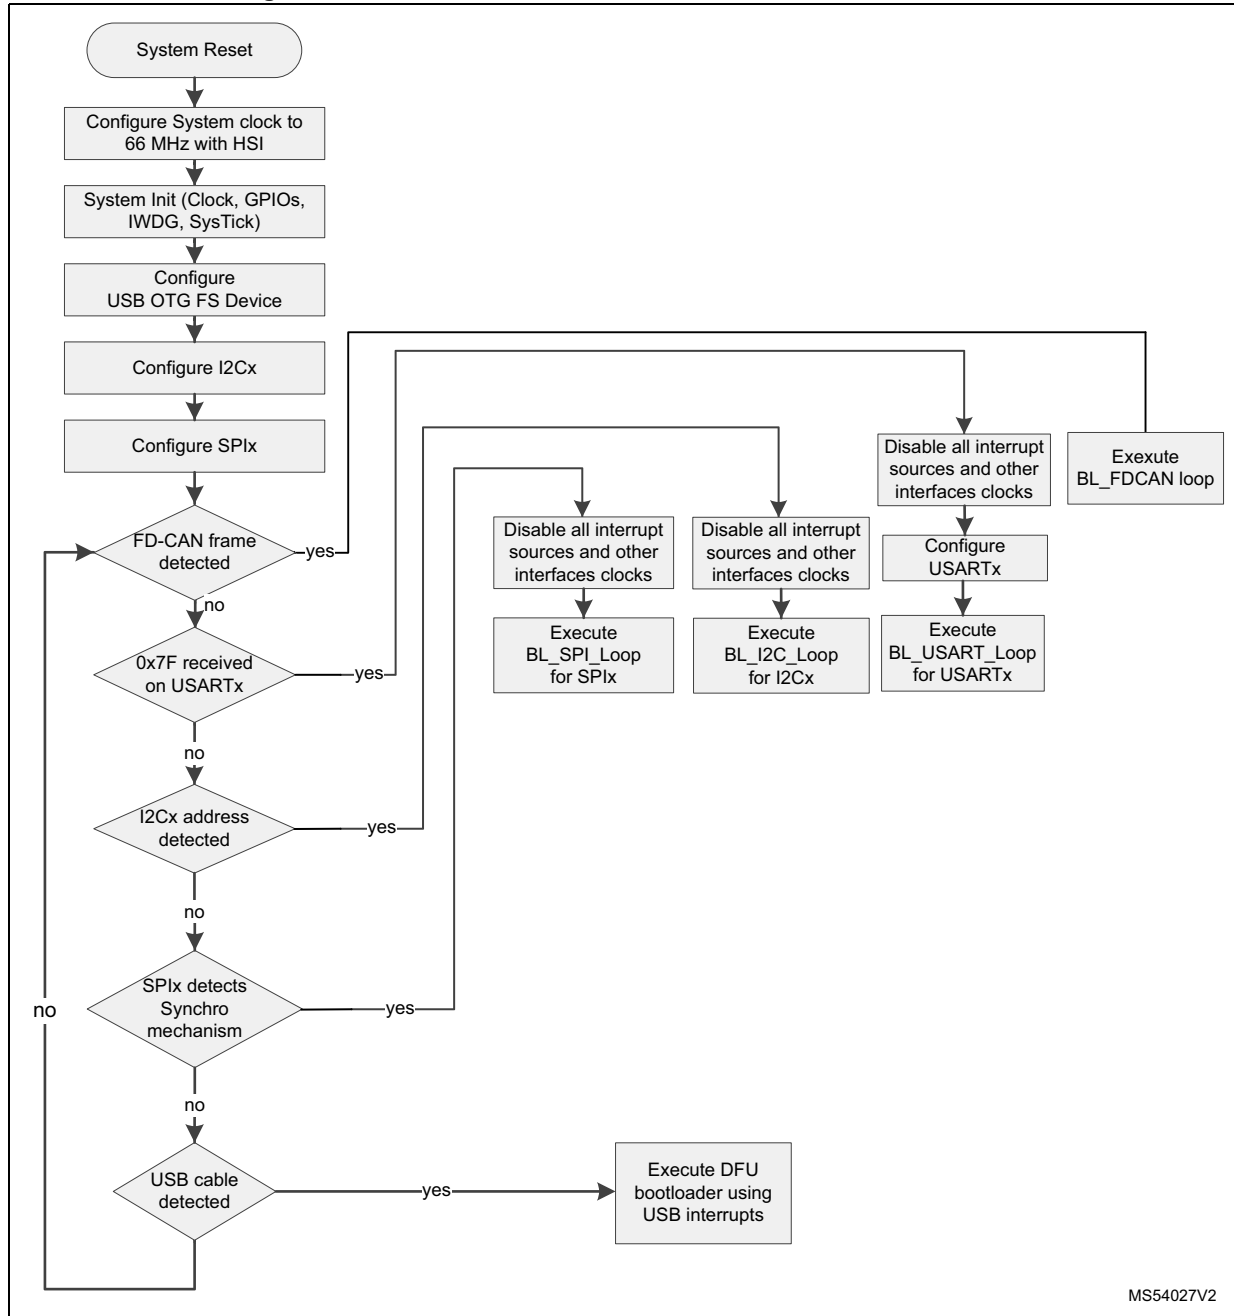 System Reset
Configure System clock to
66 MHz with HSI
System Init (Clock, GPIOs,
IWDG, SysTick)
Configure
USB OTG FS Device
Configure I2Cx
Configure SPIx
FD-CAN frame
detected
yes
no
0x7F received
on USARTx
yes
no
I2Cx address
detected
yes
no
SPIx detects
Synchro
mechanism
yes
no
no
USB cable
detected
yes
Disable all interrupt
sources and other
interfaces clocks
Execute
BL_SPI_Loop
for SPIx
Disable all interrupt
sources and other
interfaces clocks
Execute
BL_I2C_Loop
for I2Cx
Disable all interrupt
sources and other
interfaces clocks
Configure
USARTx
Execute
BL_USART_Loop
for USARTx
Exexute
BL_FDCAN loop
Execute DFU
bootloader using
USB interrupts
MS54027V2